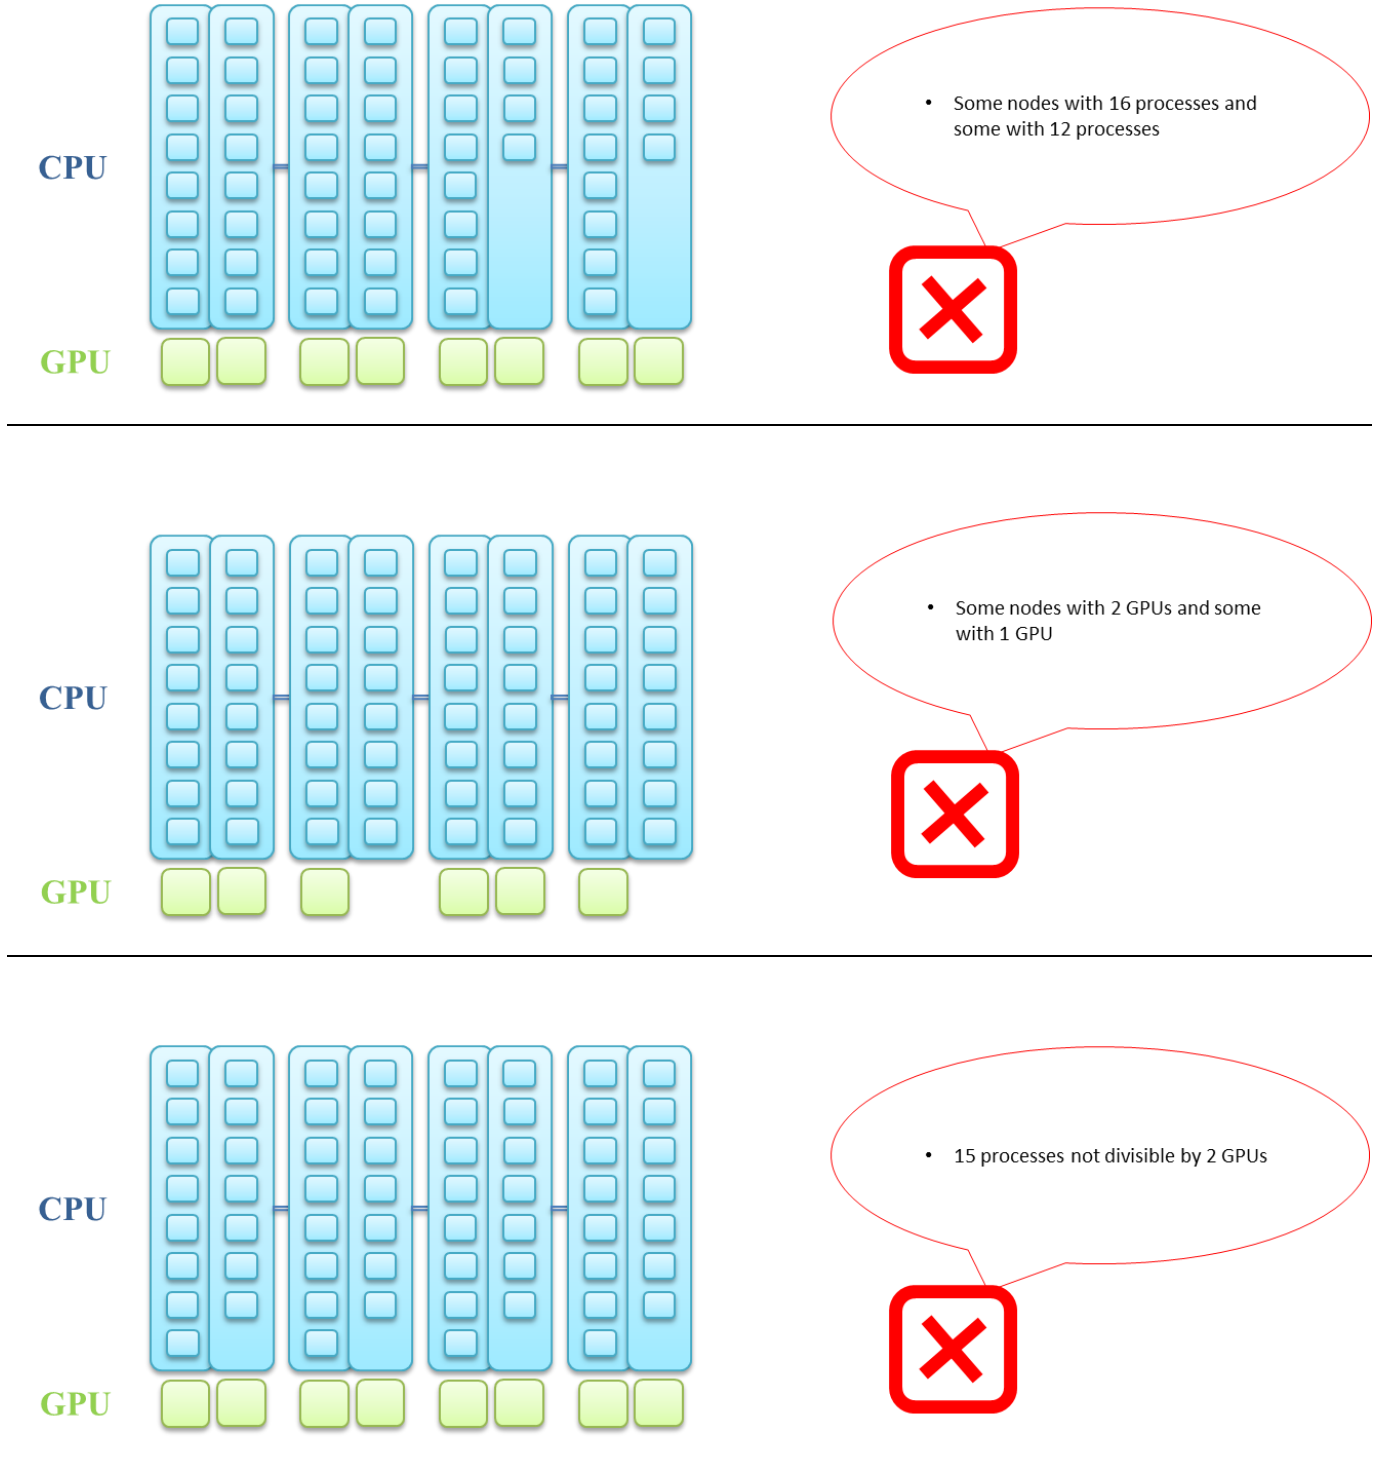 CPU
• Some nodes with 16 processes and
some with 12 processes
GPU
CPU
• Some nodes with 2 GPUs and some
with 1 GPU
GPU
CPU
• 15 processes not divisible by 2 GPUs
GPU